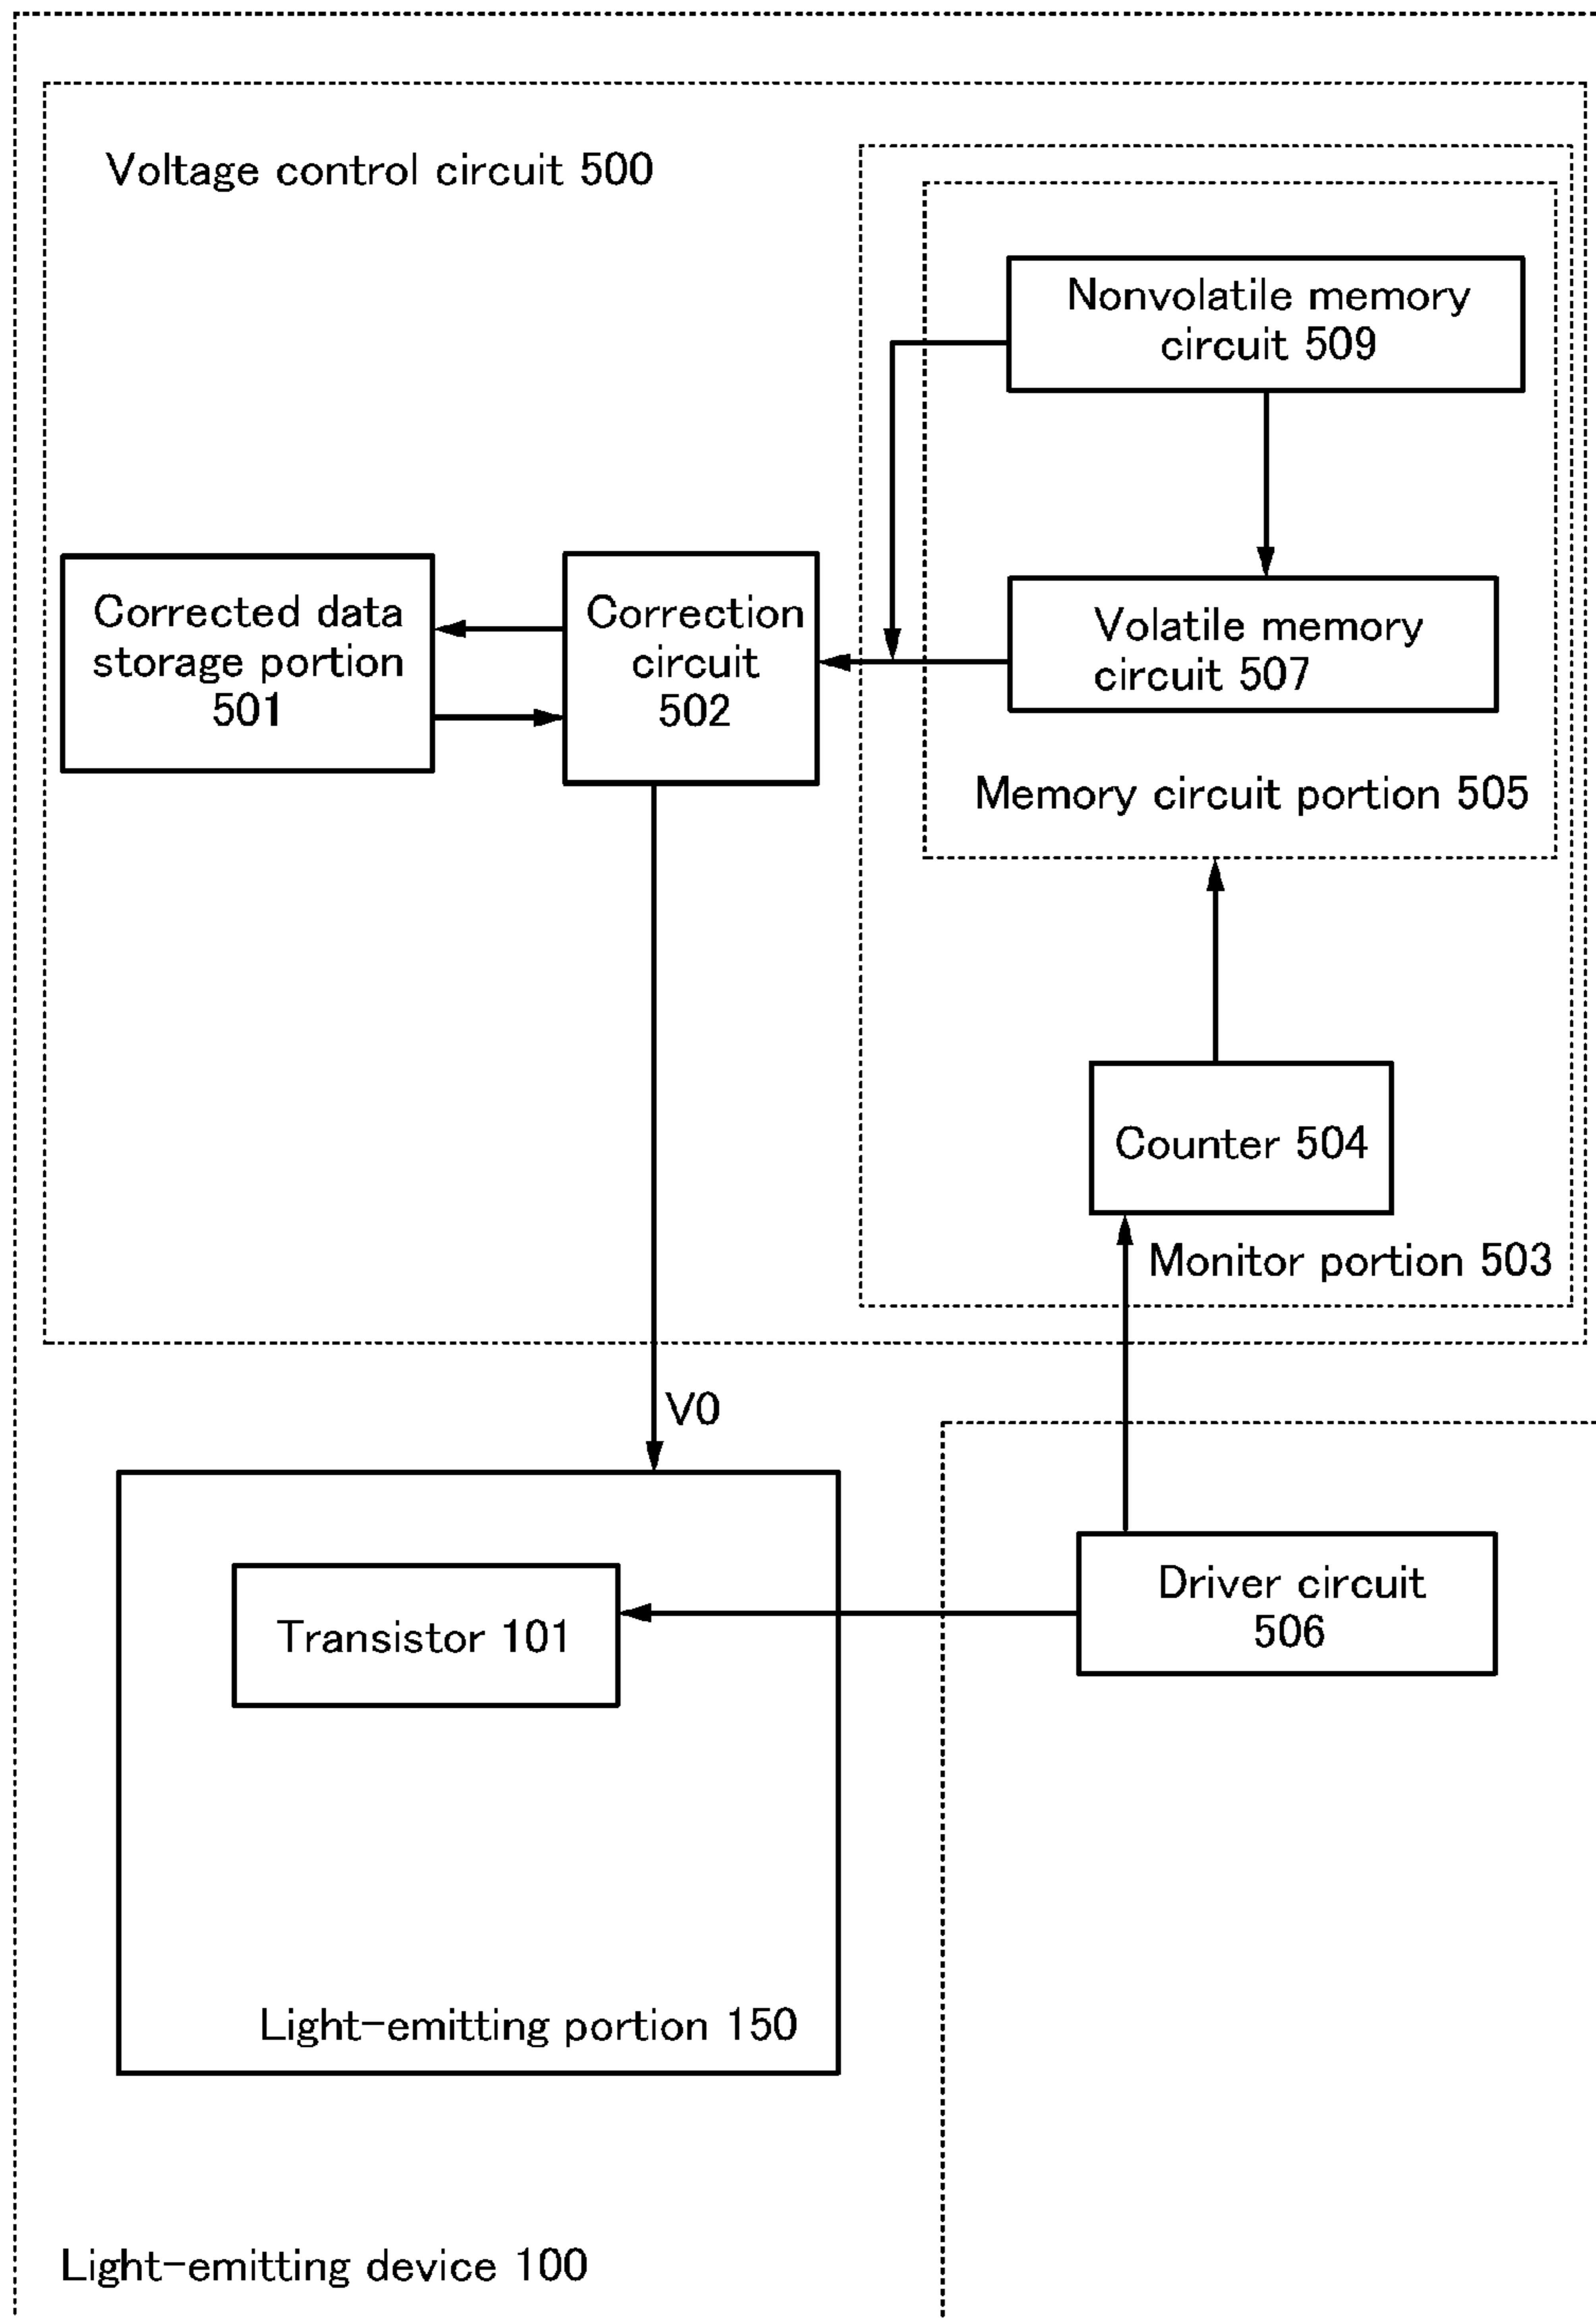 Voltage control circuit 500
Nonvolatile memory
circuit 509
Corrected data
storage portion
501
Correction
circuit
502
Volatile memory
circuit 507
Memory circuit portion 505
Counter 504
Monitor portion 503
V0
Driver circuit
506
Transistor 101
Light-emitting portion 150
Light-emitting device 100